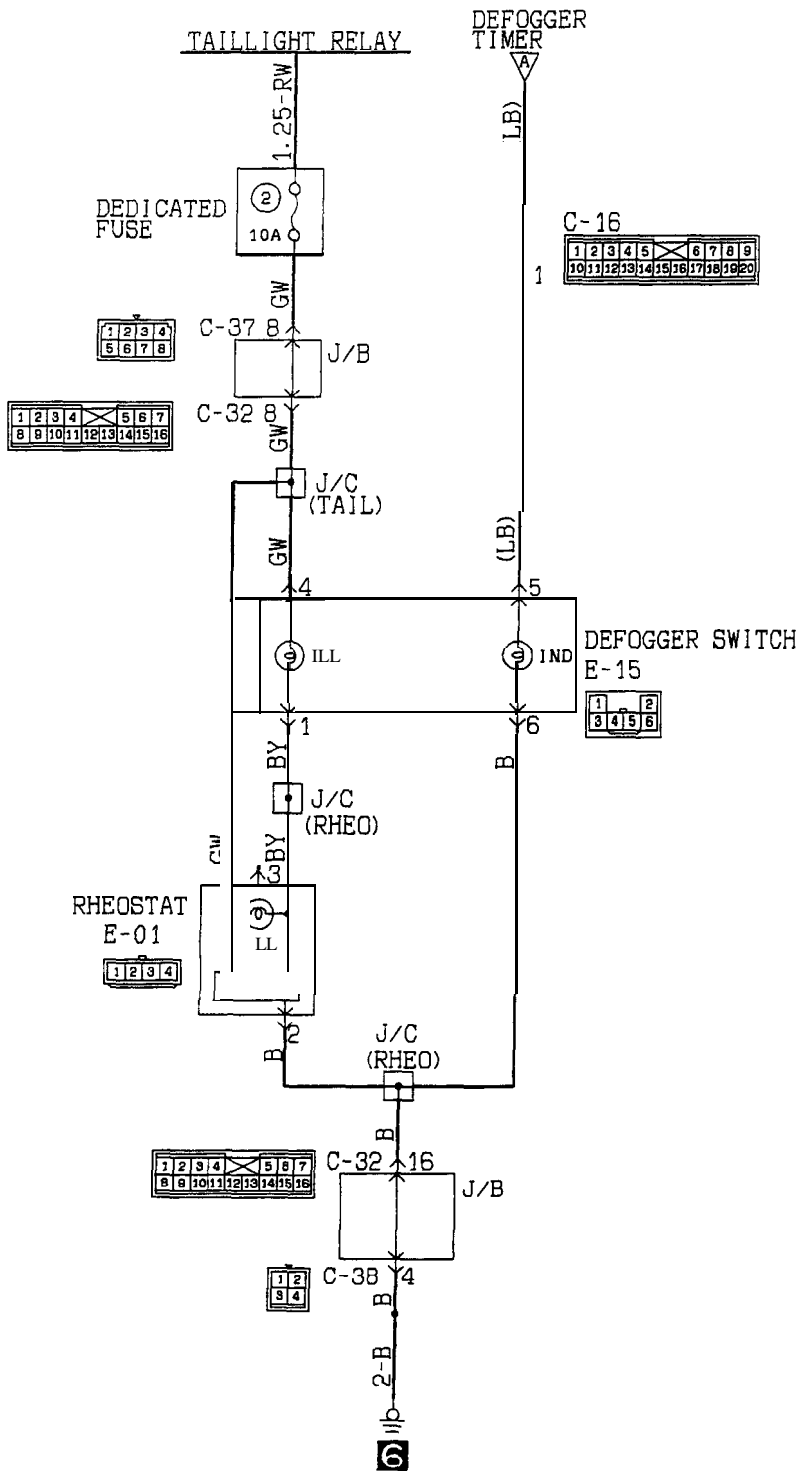 DEFOGGER
TIMER
TAILLIGHT RELAY
A
1.25-RW
LB)
DEDICATED
FUSE
2
10A
C-16
1 2 3 4 5 6 7 8 9
10 11 12 13 14 15 16 17 18 19 20
1
GW
1 2 3 4
5 6 7 8
C-37 8
J/B
C-32 8
1 2 3 4 5 6 7
8 9 10 11 12 13 14 15 16
GW
J/C
(TAIL)
GW
(LB)
4
5
ILL
IND
DEFOGGER SWITCH
E-15
1 2
3 4 5 6
1
6
BY
B
J/C
(RHEO)
GW
BY
3
RHEOSTAT
E-01
1 2 3 4
LL
2
B
J/C
(RHEO)
B
1 2 3 4 5 6 7
8 9 10 11 12 13 14 15 16
C-32 16
J/B
1 2
3 4
C-38 4
B
2-B
6